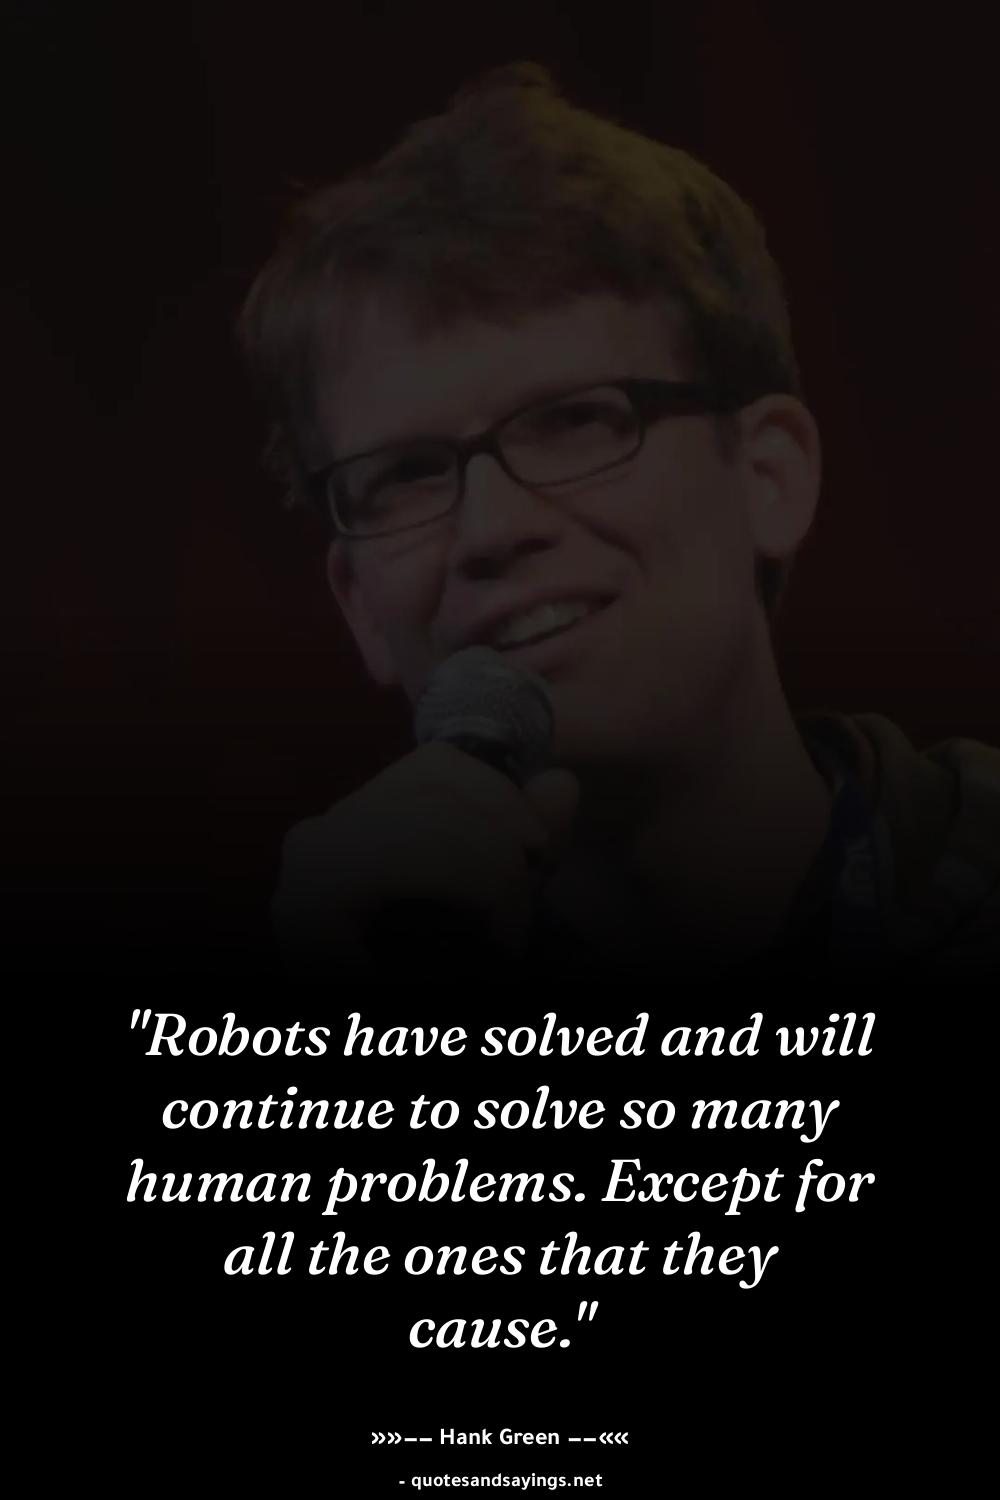 "Robots have solved and will
continue to solve so many
human problems. Except for
all the ones that they
cause."
»»–– Hank Green ––««
- quotesandsayings.net